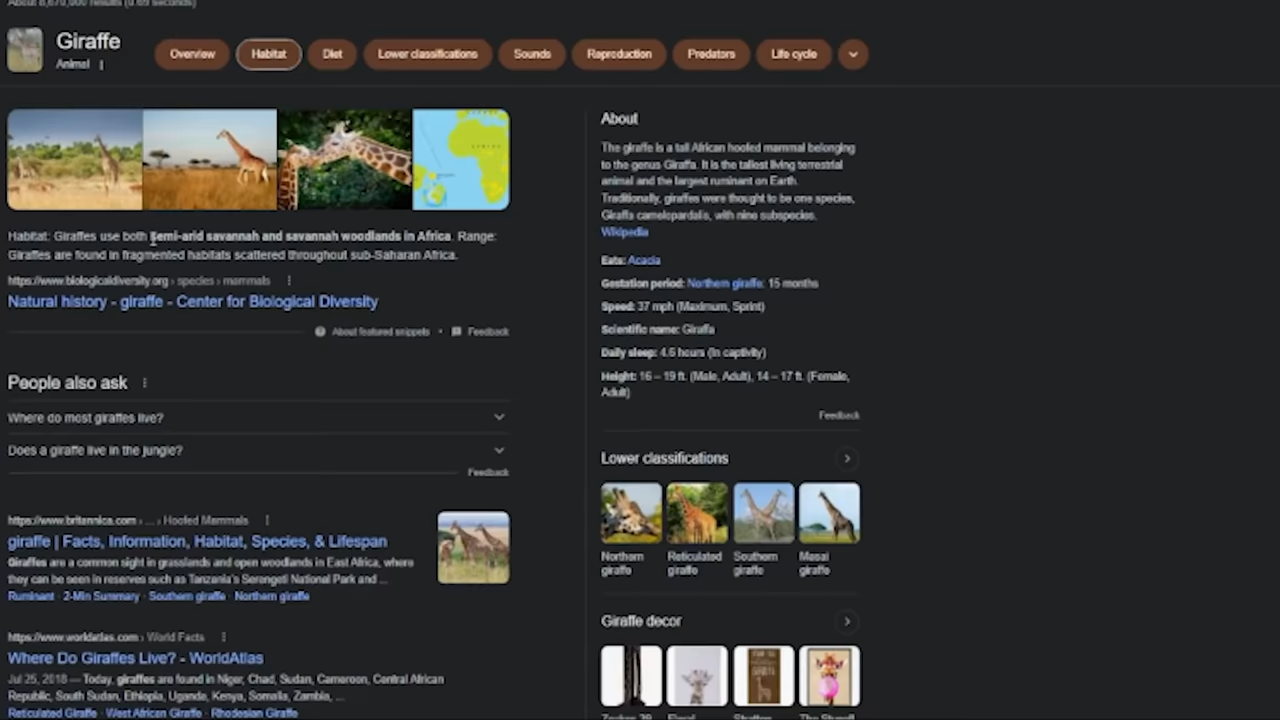 About 8,670,000 results (0.69 seconds)
Giraffe
Animal
Overview
Habitat
Diet
Lower classifications
Sounds
Reproduction
Predators
Life cycle
Habitat: Giraffes use both semi-arid savannah and savannah woodlands in Africa. Range:
Giraffes are found in fragmented habitats scattered throughout sub-Saharan Africa.
https://www.biologicaldiversity.org › species › mammals
Natural history - giraffe - Center for Biological Diversity
About featured snippets • Feedback
People also ask
Where do most giraffes live?
Does a giraffe live in the jungle?
Feedback
https://www.britannica.com › ... › Hoofed Mammals
giraffe | Facts, Information, Habitat, Species, & Lifespan
Giraffes are a common sight in grasslands and open woodlands in East Africa, where
they can be seen in reserves such as Tanzania's Serengeti National Park and ...
Ruminant · 2-Min Summary · Southern giraffe · Northern giraffe
https://www.worldatlas.com › World Facts
Where Do Giraffes Live? - WorldAtlas
Jul 25, 2018 — Today, giraffes are found in Niger, Chad, Sudan, Cameroon, Central African
Republic, South Sudan, Ethiopia, Uganda, Kenya, Somalia, Zambia, ...
Reticulated Giraffe · West African Giraffe · Rhodesian Giraffe
About
The giraffe is a tall African hoofed mammal belonging
to the genus Giraffa. It is the tallest living terrestrial
animal and the largest ruminant on Earth.
Traditionally, giraffes were thought to be one species,
Giraffa camelopardalis, with nine subspecies.
Wikipedia
Eats: Acacia
Gestation period: Northern giraffe: 15 months
Speed: 37 mph (Maximum, Sprint)
Scientific name: Giraffa
Daily sleep: 4.6 hours (In captivity)
Height: 16 – 19 ft. (Male, Adult), 14 – 17 ft. (Female,
Adult)
Feedback
Lower classifications
Northern giraffe
Reticulated giraffe
Southern giraffe
Masai giraffe
Giraffe decor